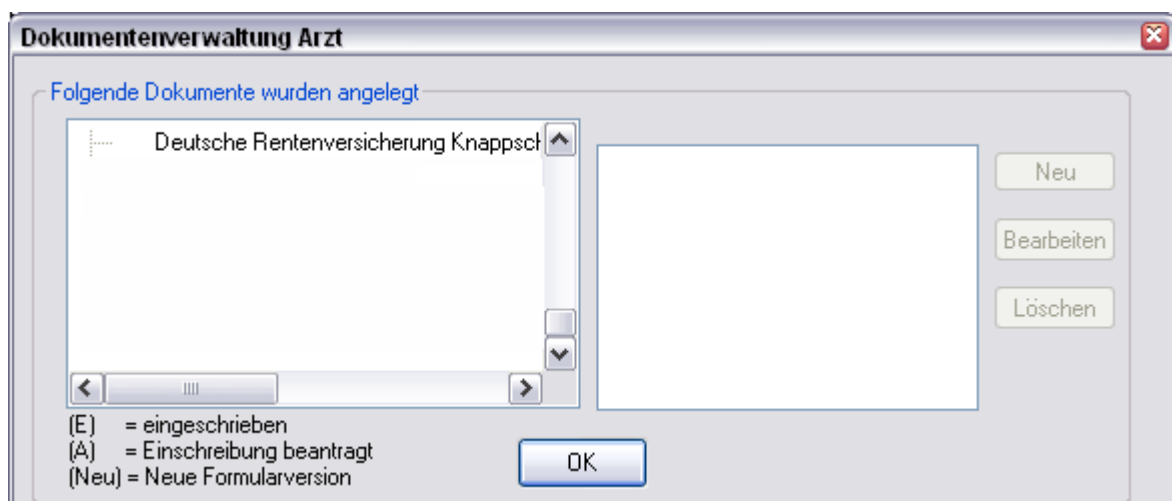 Dokumentenverwaltung Arzt
Folgende Dokumente wurden angelegt
Deutsche Rentenversicherung Knappsch
Neu
Bearbeiten
Löschen
(E) = eingeschrieben
(A) = Einschreibung beantragt
(Neu) = Neue Formularversion
OK